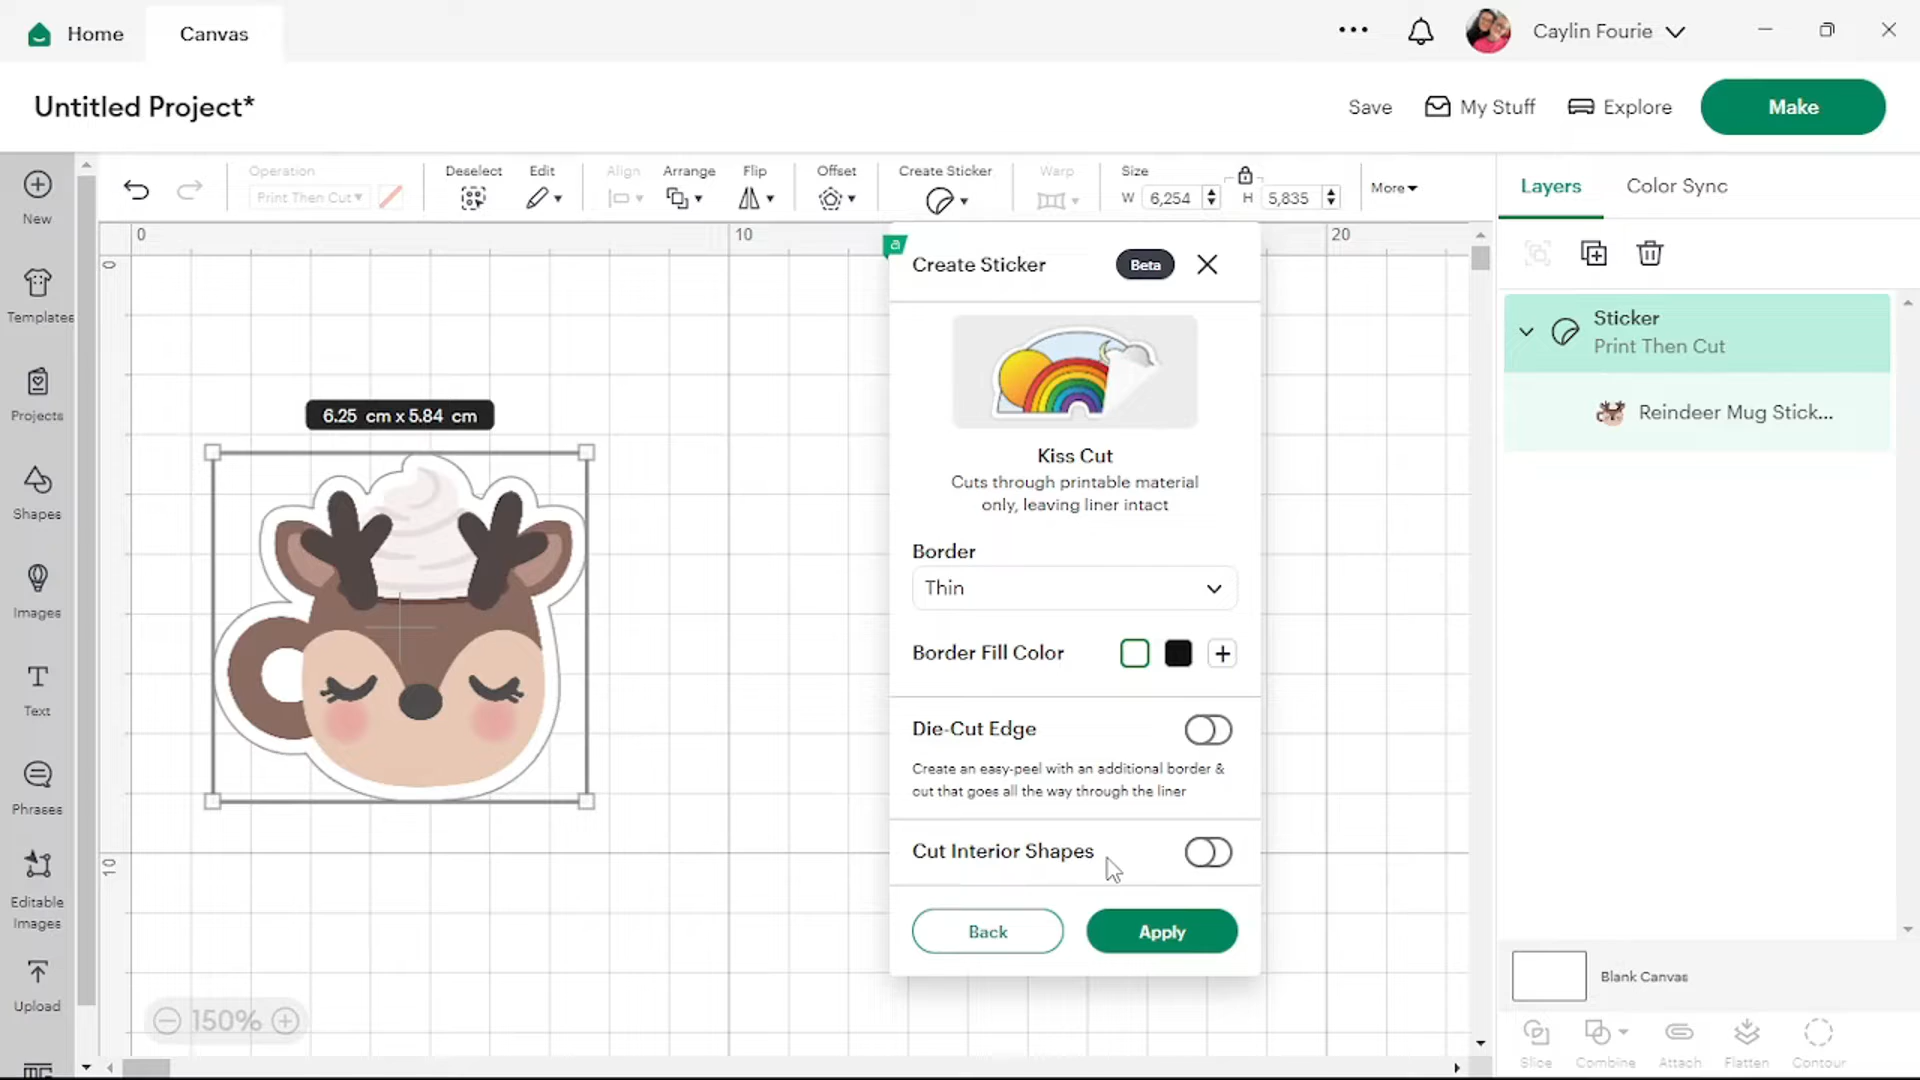 Home
Canvas
Caylin Fourie
Untitled Project*
Save
My Stuff
Explore
Make
New
Templates
Projects
Shapes
Images
Text
Phrases
Editable
Images
Upload
Operation
Print Then Cut
Deselect
Edit
Align
Arrange
Flip
Offset
Create Sticker
Warp
Size
W 6,254
H 5,835
More
0
10
20
0
10
6.25 cm x 5.84 cm
150%
a
Create Sticker
Beta
Kiss Cut
Cuts through printable material
only, leaving liner intact
Border
Thin
Border Fill Color
Die-Cut Edge
Create an easy-peel with an additional border &
cut that goes all the way through the liner
Cut Interior Shapes
Back
Apply
Layers
Color Sync
Sticker
Print Then Cut
Reindeer Mug Stick...
Blank Canvas
Slice
Combine
Attach
Flatten
Contour